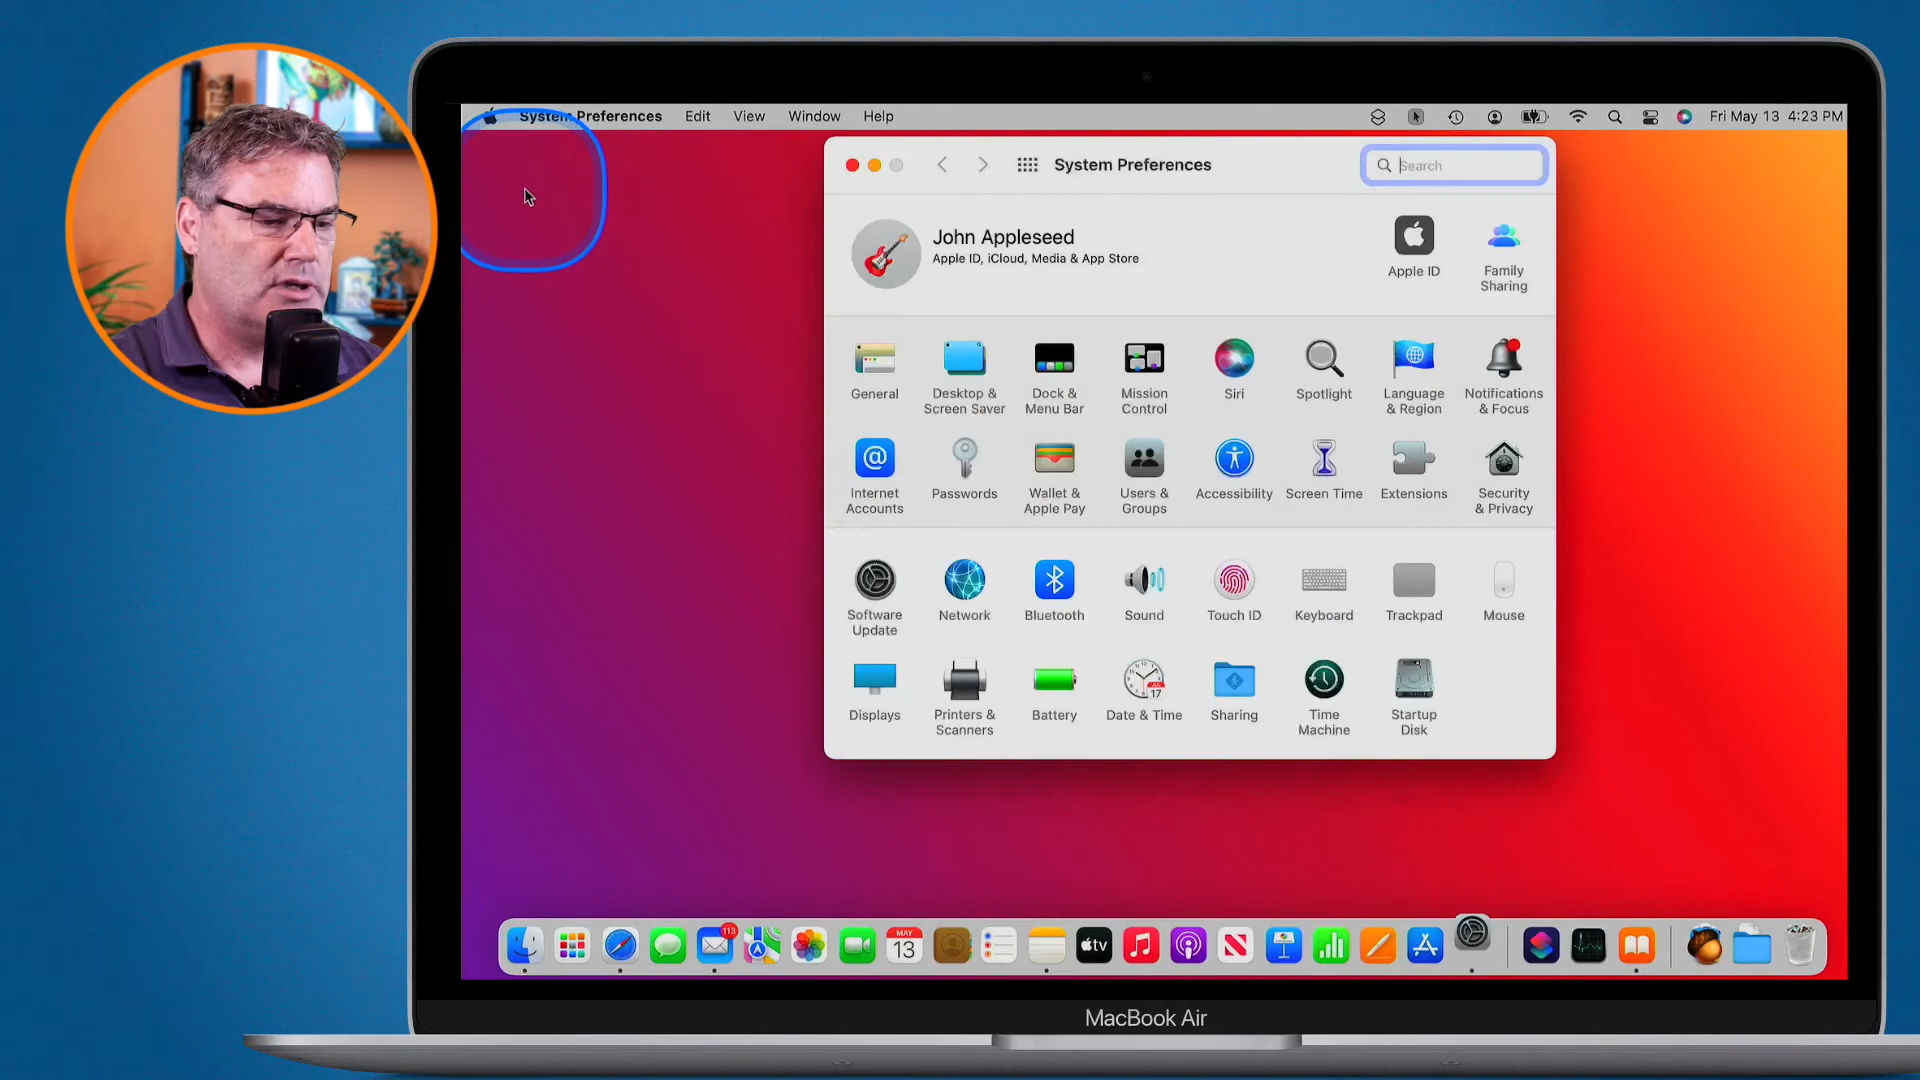 System Preferences Edit View Window Help
Fri May 13 4:23 PM
System Preferences
Search
John Appleseed
Apple ID, iCloud, Media & App Store
Apple ID
Family
Sharing
General
Desktop &
Screen Saver
Dock &
Menu Bar
Mission
Control
Siri
Spotlight
Language
& Region
Notifications
& Focus
Internet
Accounts
Passwords
Wallet &
Apple Pay
Users &
Groups
Accessibility
Screen Time
Extensions
Security
& Privacy
Software
Update
Network
Bluetooth
Sound
Touch ID
Keyboard
Trackpad
Mouse
Displays
Printers &
Scanners
Battery
17
Date & Time
Sharing
Time
Machine
Startup
Disk
113
MAY
13
tv
MacBook Air